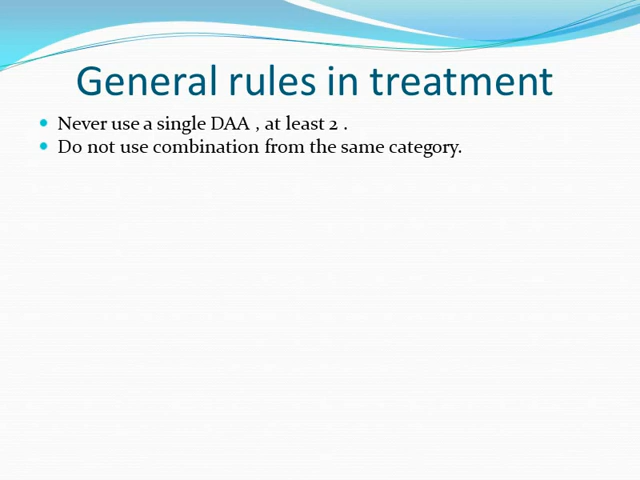 General rules in treatment
• Never use a single DAA , at least 2 .
• Do not use combination from the same category.